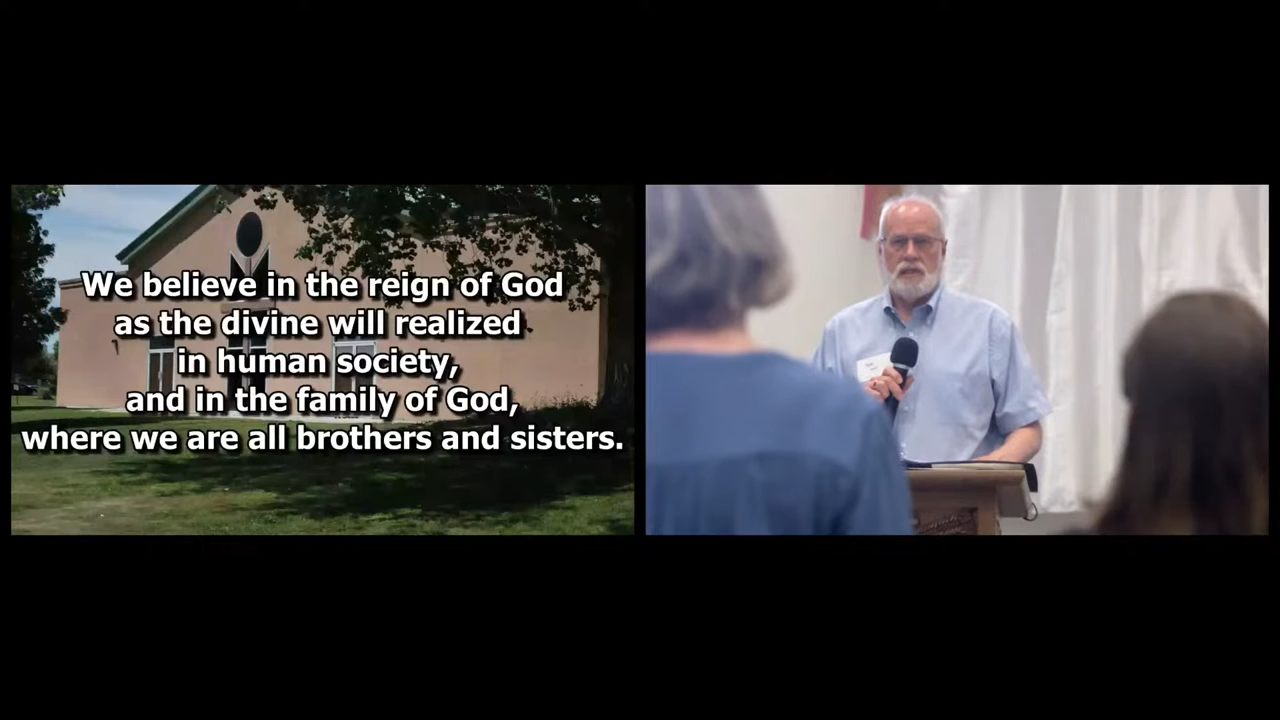 We believe in the reign of God
as the divine will realized
in human society,
and in the family of God,
where we are all brothers and sisters.